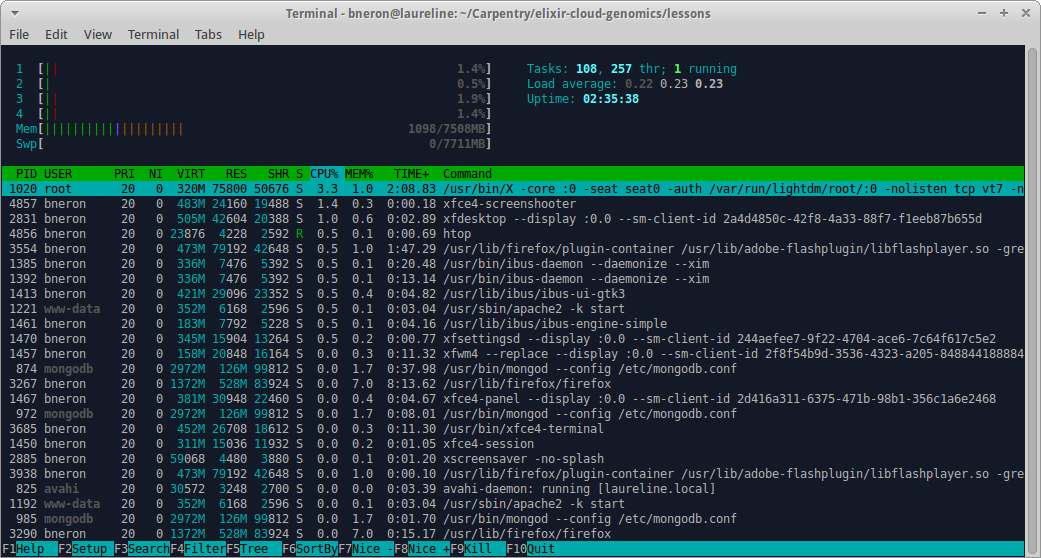 Terminal - bneron@laureline: ~/Carpentry/elixir-cloud-genomics/lessons
File Edit View Terminal Tabs Help
1 [|| 1.4%] Tasks: 108, 257 thr; 1 running
2 [| 0.5%] Load average: 0.22 0.23 0.23
3 [|| 1.9%] Uptime: 02:35:38
4 [|| 1.4%]
Mem[||||||||||||||||||| 1098/7508MB]
Swp[ 0/7711MB]
PID USER PRI NI VIRT RES SHR S CPU% MEM% TIME+ Command
1020 root 20 0 320M 75800 50676 S 3.3 1.0 2:08.83 /usr/bin/X -core :0 -seat seat0 -auth /var/run/lightdm/root/:0 -nolisten tcp vt7 -n
4857 bneron 20 0 483M 24160 19488 S 1.4 0.3 0:00.18 xfce4-screenshooter
2831 bneron 20 0 505M 42604 20388 S 1.0 0.6 0:02.89 xfdesktop --display :0.0 --sm-client-id 2a4d4850c-42f8-4a33-88f7-f1eeb87b655d
4856 bneron 20 0 23876 4228 2592 R 0.5 0.1 0:00.69 htop
3554 bneron 20 0 473M 79192 42648 S 0.5 1.0 1:47.29 /usr/lib/firefox/plugin-container /usr/lib/adobe-flashplugin/libflashplayer.so -gre
1385 bneron 20 0 336M 7476 5392 S 0.5 0.1 0:20.48 /usr/bin/ibus-daemon --daemonize --xim
1392 bneron 20 0 336M 7476 5392 S 0.5 0.1 0:13.14 /usr/bin/ibus-daemon --daemonize --xim
1413 bneron 20 0 421M 29096 23352 S 0.5 0.4 0:04.82 /usr/lib/ibus/ibus-ui-gtk3
1221 www-data 20 0 352M 6168 2596 S 0.5 0.1 0:03.04 /usr/sbin/apache2 -k start
1461 bneron 20 0 183M 7792 5228 S 0.5 0.1 0:04.16 /usr/lib/ibus/ibus-engine-simple
1470 bneron 20 0 345M 15904 13264 S 0.5 0.2 0:00.77 xfsettingsd --display :0.0 --sm-client-id 244aefee7-9f22-4704-ace6-7c64f617c5e2
1457 bneron 20 0 158M 20848 16164 S 0.0 0.3 0:11.32 xfwm4 --replace --display :0.0 --sm-client-id 2f8f54b9d-3536-4323-a205-848844188884
874 mongodb 20 0 2972M 126M 99812 S 0.0 1.7 0:37.98 /usr/bin/mongod --config /etc/mongodb.conf
3267 bneron 20 0 1372M 528M 83924 S 0.0 7.0 8:13.62 /usr/lib/firefox/firefox
1467 bneron 20 0 381M 30948 22460 S 0.0 0.4 0:04.67 xfce4-panel --display :0.0 --sm-client-id 2d416a311-6375-471b-98b1-356c1a6e2468
972 mongodb 20 0 2972M 126M 99812 S 0.0 1.7 0:08.01 /usr/bin/mongod --config /etc/mongodb.conf
3685 bneron 20 0 452M 26708 18612 S 0.0 0.3 0:11.30 /usr/bin/xfce4-terminal
1450 bneron 20 0 311M 15036 11932 S 0.0 0.2 0:01.05 xfce4-session
2885 bneron 20 0 59068 4480 3880 S 0.0 0.1 0:01.20 xscreensaver -no-splash
3938 bneron 20 0 473M 79192 42648 S 0.0 1.0 0:00.10 /usr/lib/firefox/plugin-container /usr/lib/adobe-flashplugin/libflashplayer.so -gre
825 avahi 20 0 30572 3248 2700 S 0.0 0.0 0:03.39 avahi-daemon: running [laureline.local]
1192 www-data 20 0 352M 6168 2596 S 0.0 0.1 0:03.04 /usr/sbin/apache2 -k start
985 mongodb 20 0 2972M 126M 99812 S 0.0 1.7 0:01.70 /usr/bin/mongod --config /etc/mongodb.conf
3290 bneron 20 0 1372M 528M 83924 S 0.0 7.0 0:15.17 /usr/lib/firefox/firefox
F1Help F2Setup F3SearchF4FilterF5Tree F6SortByF7Nice -F8Nice +F9Kill F10Quit